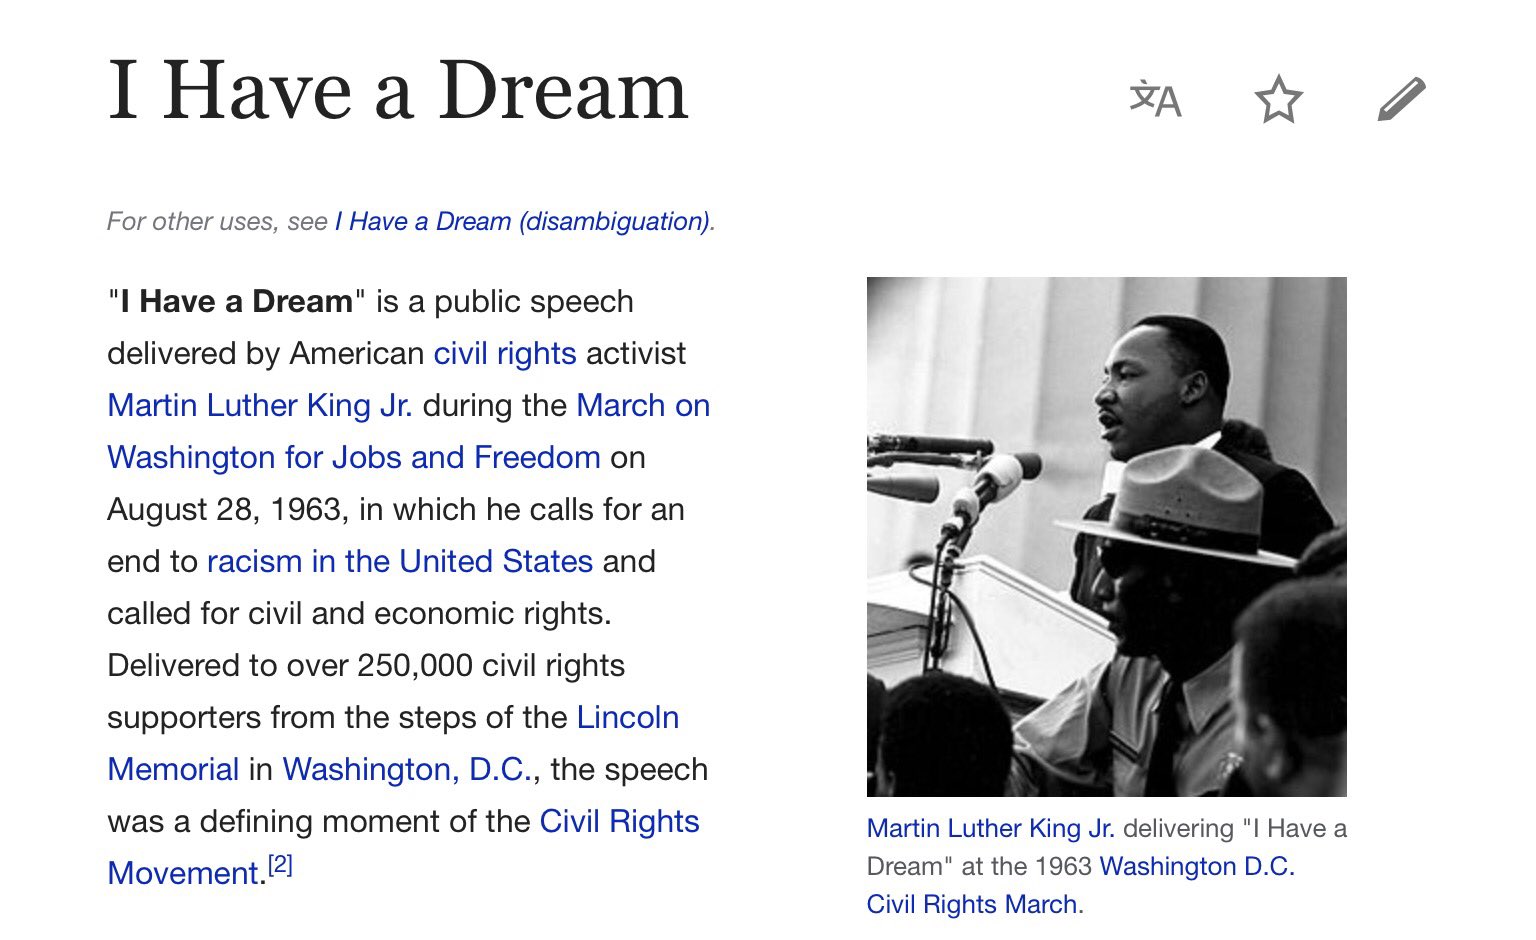 I Have a Dream
文A
For other uses, see I Have a Dream (disambiguation).
"I Have a Dream" is a public speech
delivered by American civil rights activist
Martin Luther King Jr. during the March on
Washington for Jobs and Freedom on
August 28, 1963, in which he calls for an
end to racism in the United States and
called for civil and economic rights.
Delivered to over 250,000 civil rights
supporters from the steps of the Lincoln
Memorial in Washington, D.C., the speech
was a defining moment of the Civil Rights
Movement.[2]
Martin Luther King Jr. delivering "I Have a
Dream" at the 1963 Washington D.C.
Civil Rights March.